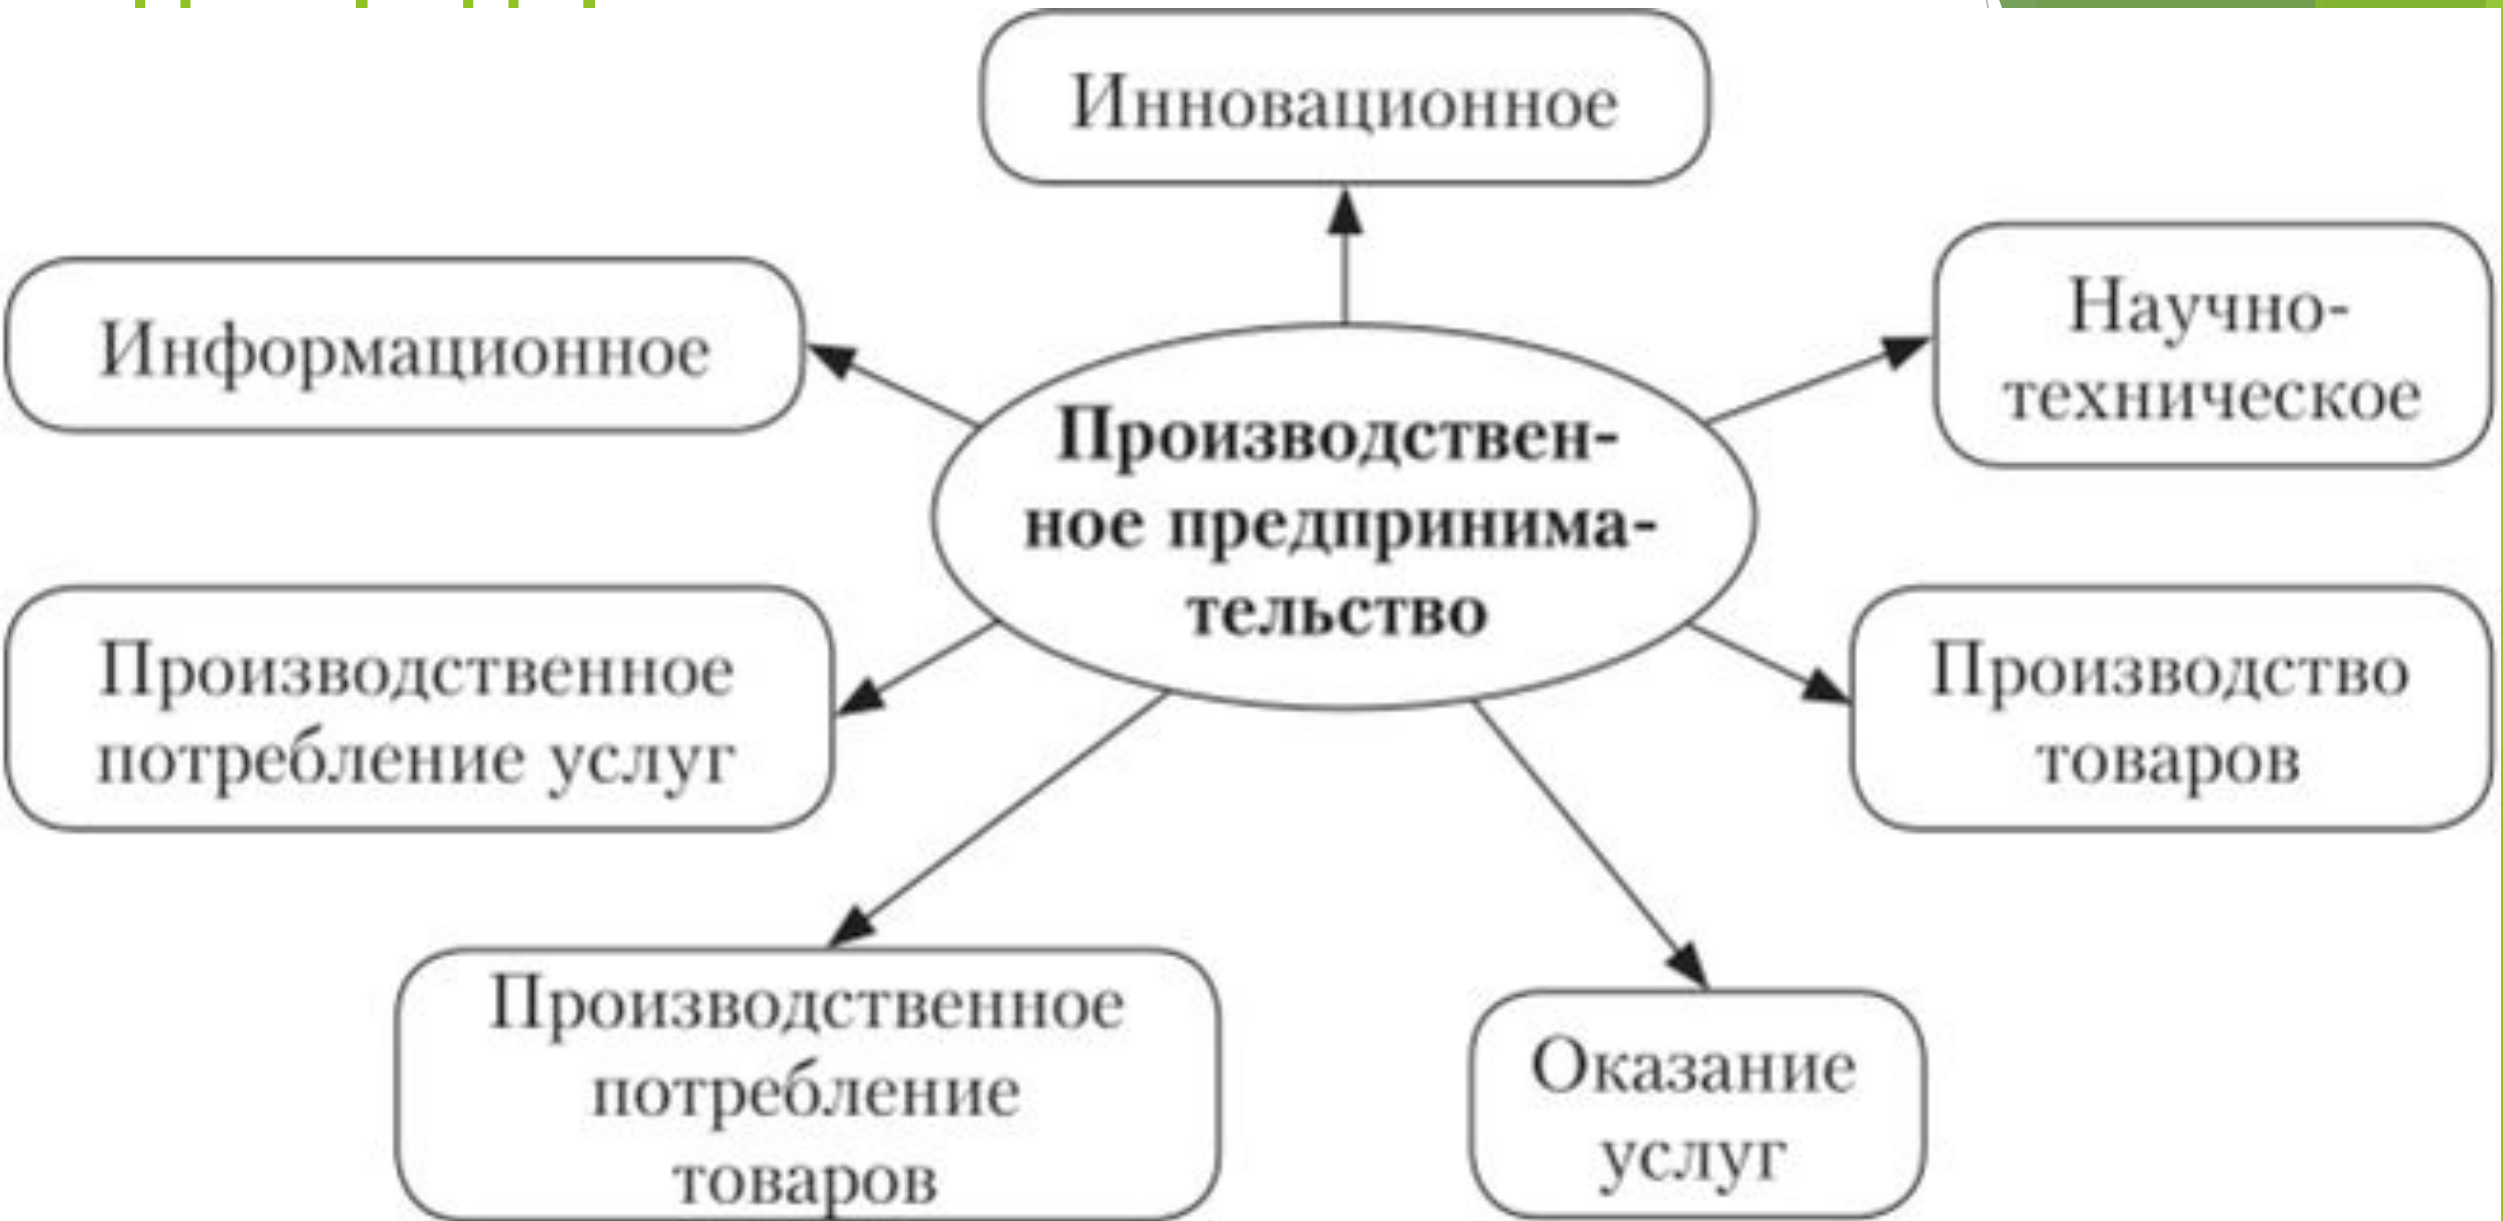 Инновационное
Информационное
Научно-
техническое
Производствен-
ное предпринима-
тельство
Производственное
потребление услуг
Производство
товаров
Производственное
потребление
товаров
Оказание
услуг